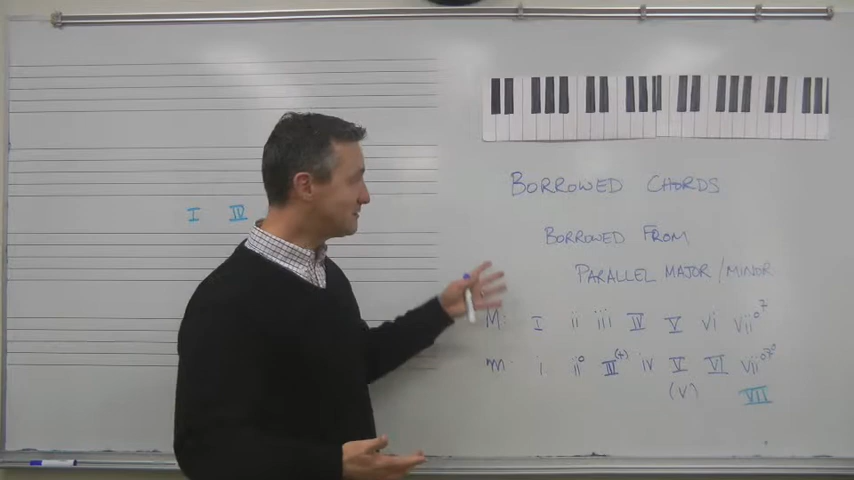 I IV
BORROWED CHORDS
BORROWED FROM
PARALLEL MAJOR / MINOR
M: I ii iii IV V vi vii°7
m: i ii° III(+) iv V VI vii°7°
(v) VII